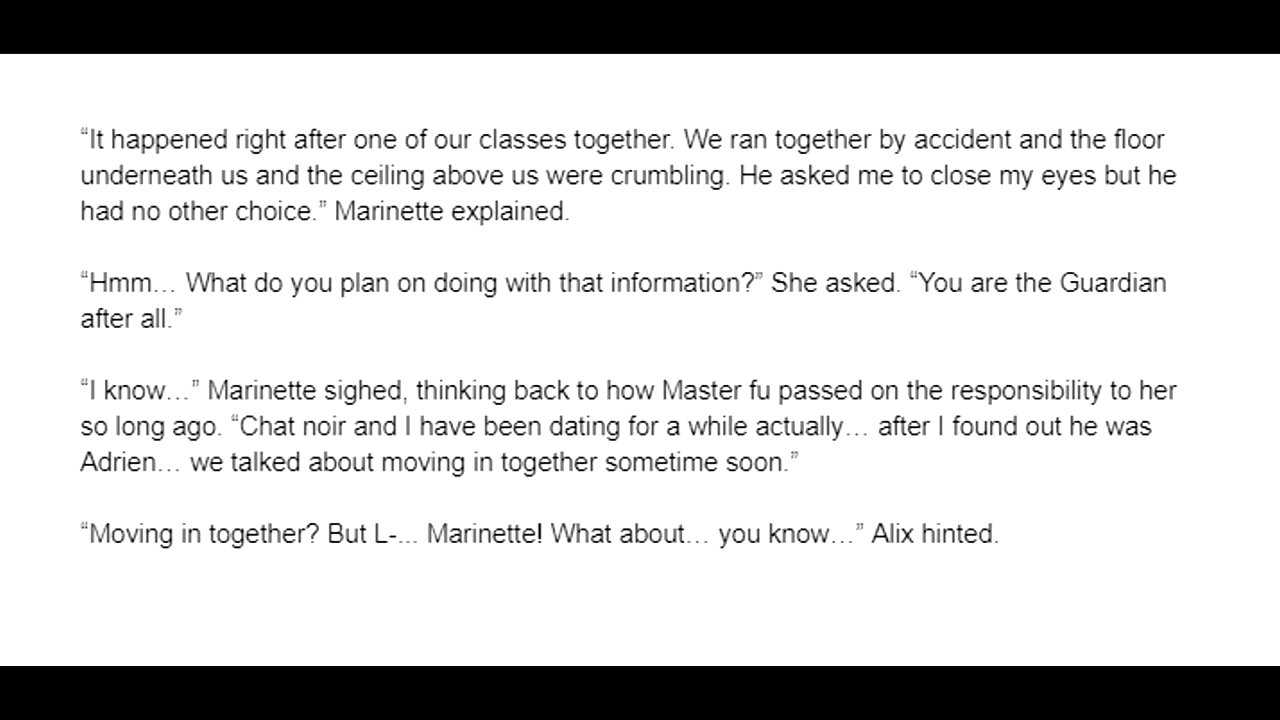 “It happened right after one of our classes together. We ran together by accident and the floor
underneath us and the ceiling above us were crumbling. He asked me to close my eyes but he
had no other choice.” Marinette explained.
“Hmm… What do you plan on doing with that information?” She asked. “You are the Guardian
after all.”
“I know…” Marinette sighed, thinking back to how Master fu passed on the responsibility to her
so long ago. “Chat noir and I have been dating for a while actually… after I found out he was
Adrien… we talked about moving in together sometime soon.”
“Moving in together? But L-... Marinette! What about… you know…” Alix hinted.